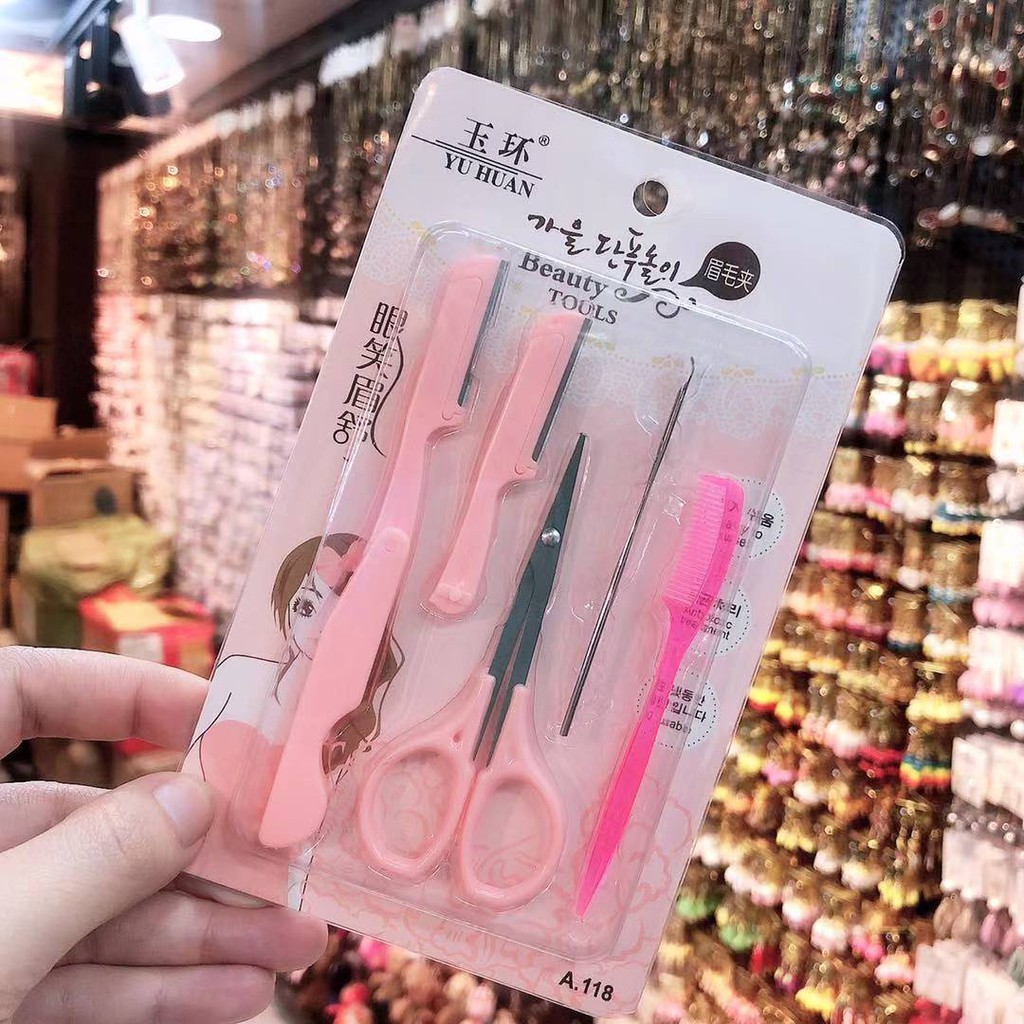 玉环®
YU HUAN
가을 단풍놀이
Beauty
TOOLS
眉毛夹
眼笑眉舒
A.118